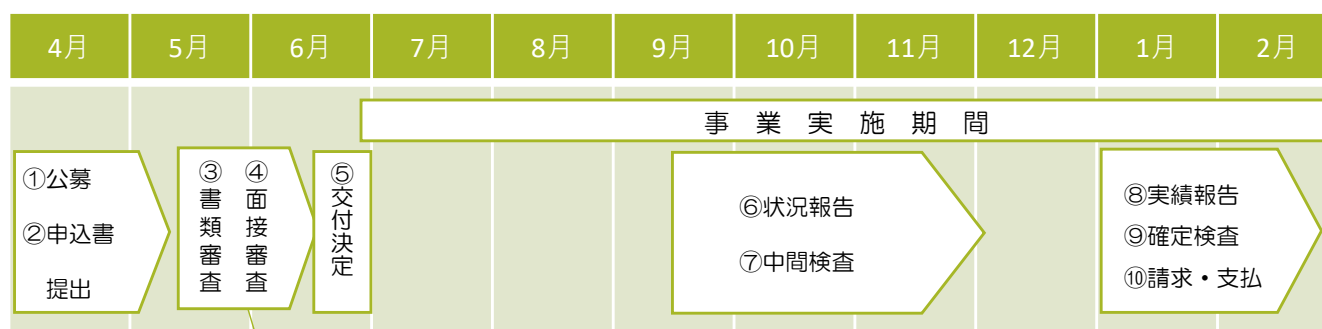 4月 5月 6月 7月 8月 9月 10月 11月 12月 1月 2月
事業実施期間
①公募
②申込書
提出
③書類審査
④面接審査
⑤交付決定
⑥状況報告
⑦中間検査
⑧実績報告
⑨確定検査
⑩請求・支払